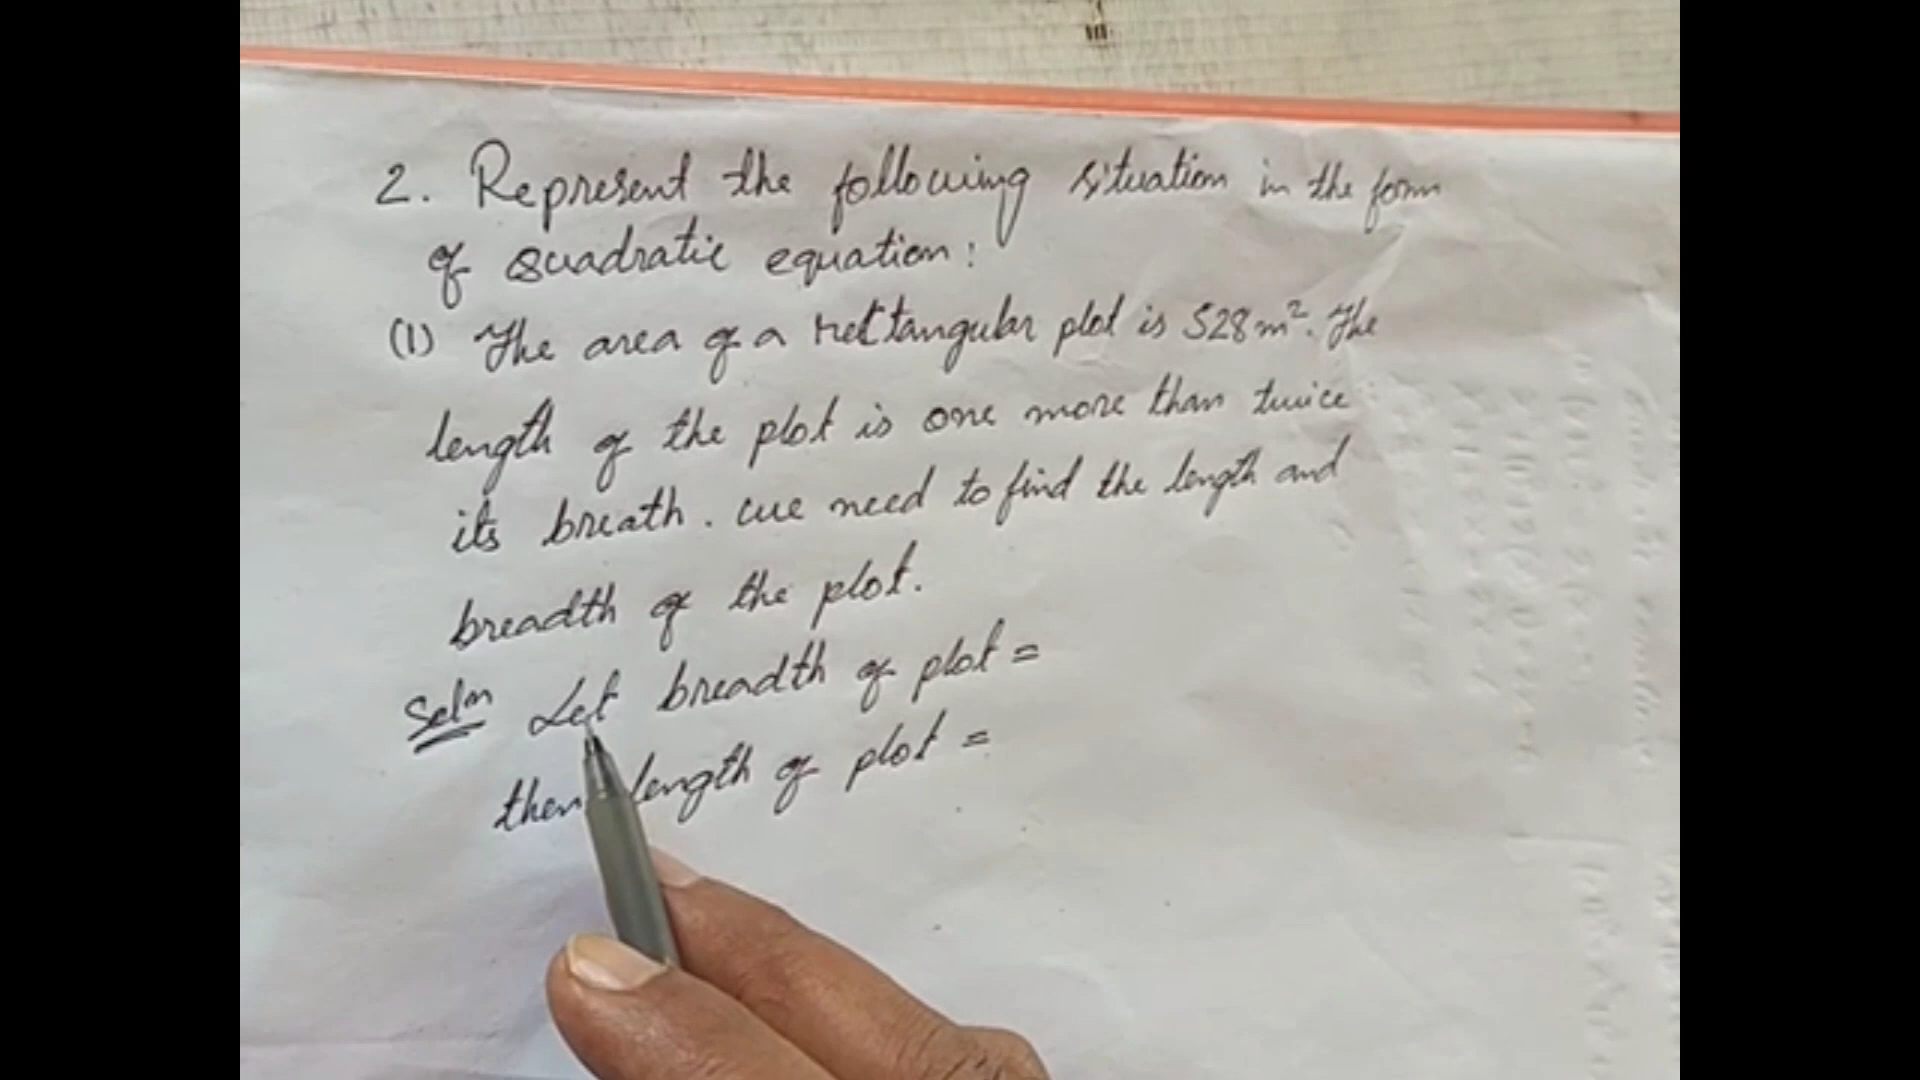 2. Represent the following situation in the form
of quadratic equation:
(1) The area of a rectangular plot is 528m². The
length of the plot is one more than twice
its breath. we need to find the length and
breadth of the plot.
Solⁿ Let breadth of plot =
then length of plot =